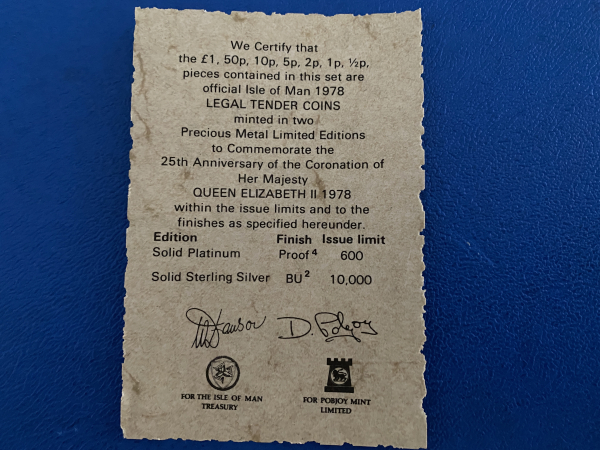 We Certify that
the £1, 50p, 10p, 5p, 2p, 1p, ½p,
pieces contained in this set are
official Isle of Man 1978
LEGAL TENDER COINS
minted in two
Precious Metal Limited Editions
to Commemorate the
25th Anniversary of the Coronation of
Her Majesty
QUEEN ELIZABETH II 1978
within the issue limits and to the
finishes as specified hereunder.
Edition Finish Issue limit
Solid Platinum Proof⁴ 600
Solid Sterling Silver BU² 10,000
D. Pobjoy
FOR THE ISLE OF MAN
TREASURY
FOR POBJOY MINT
LIMITED